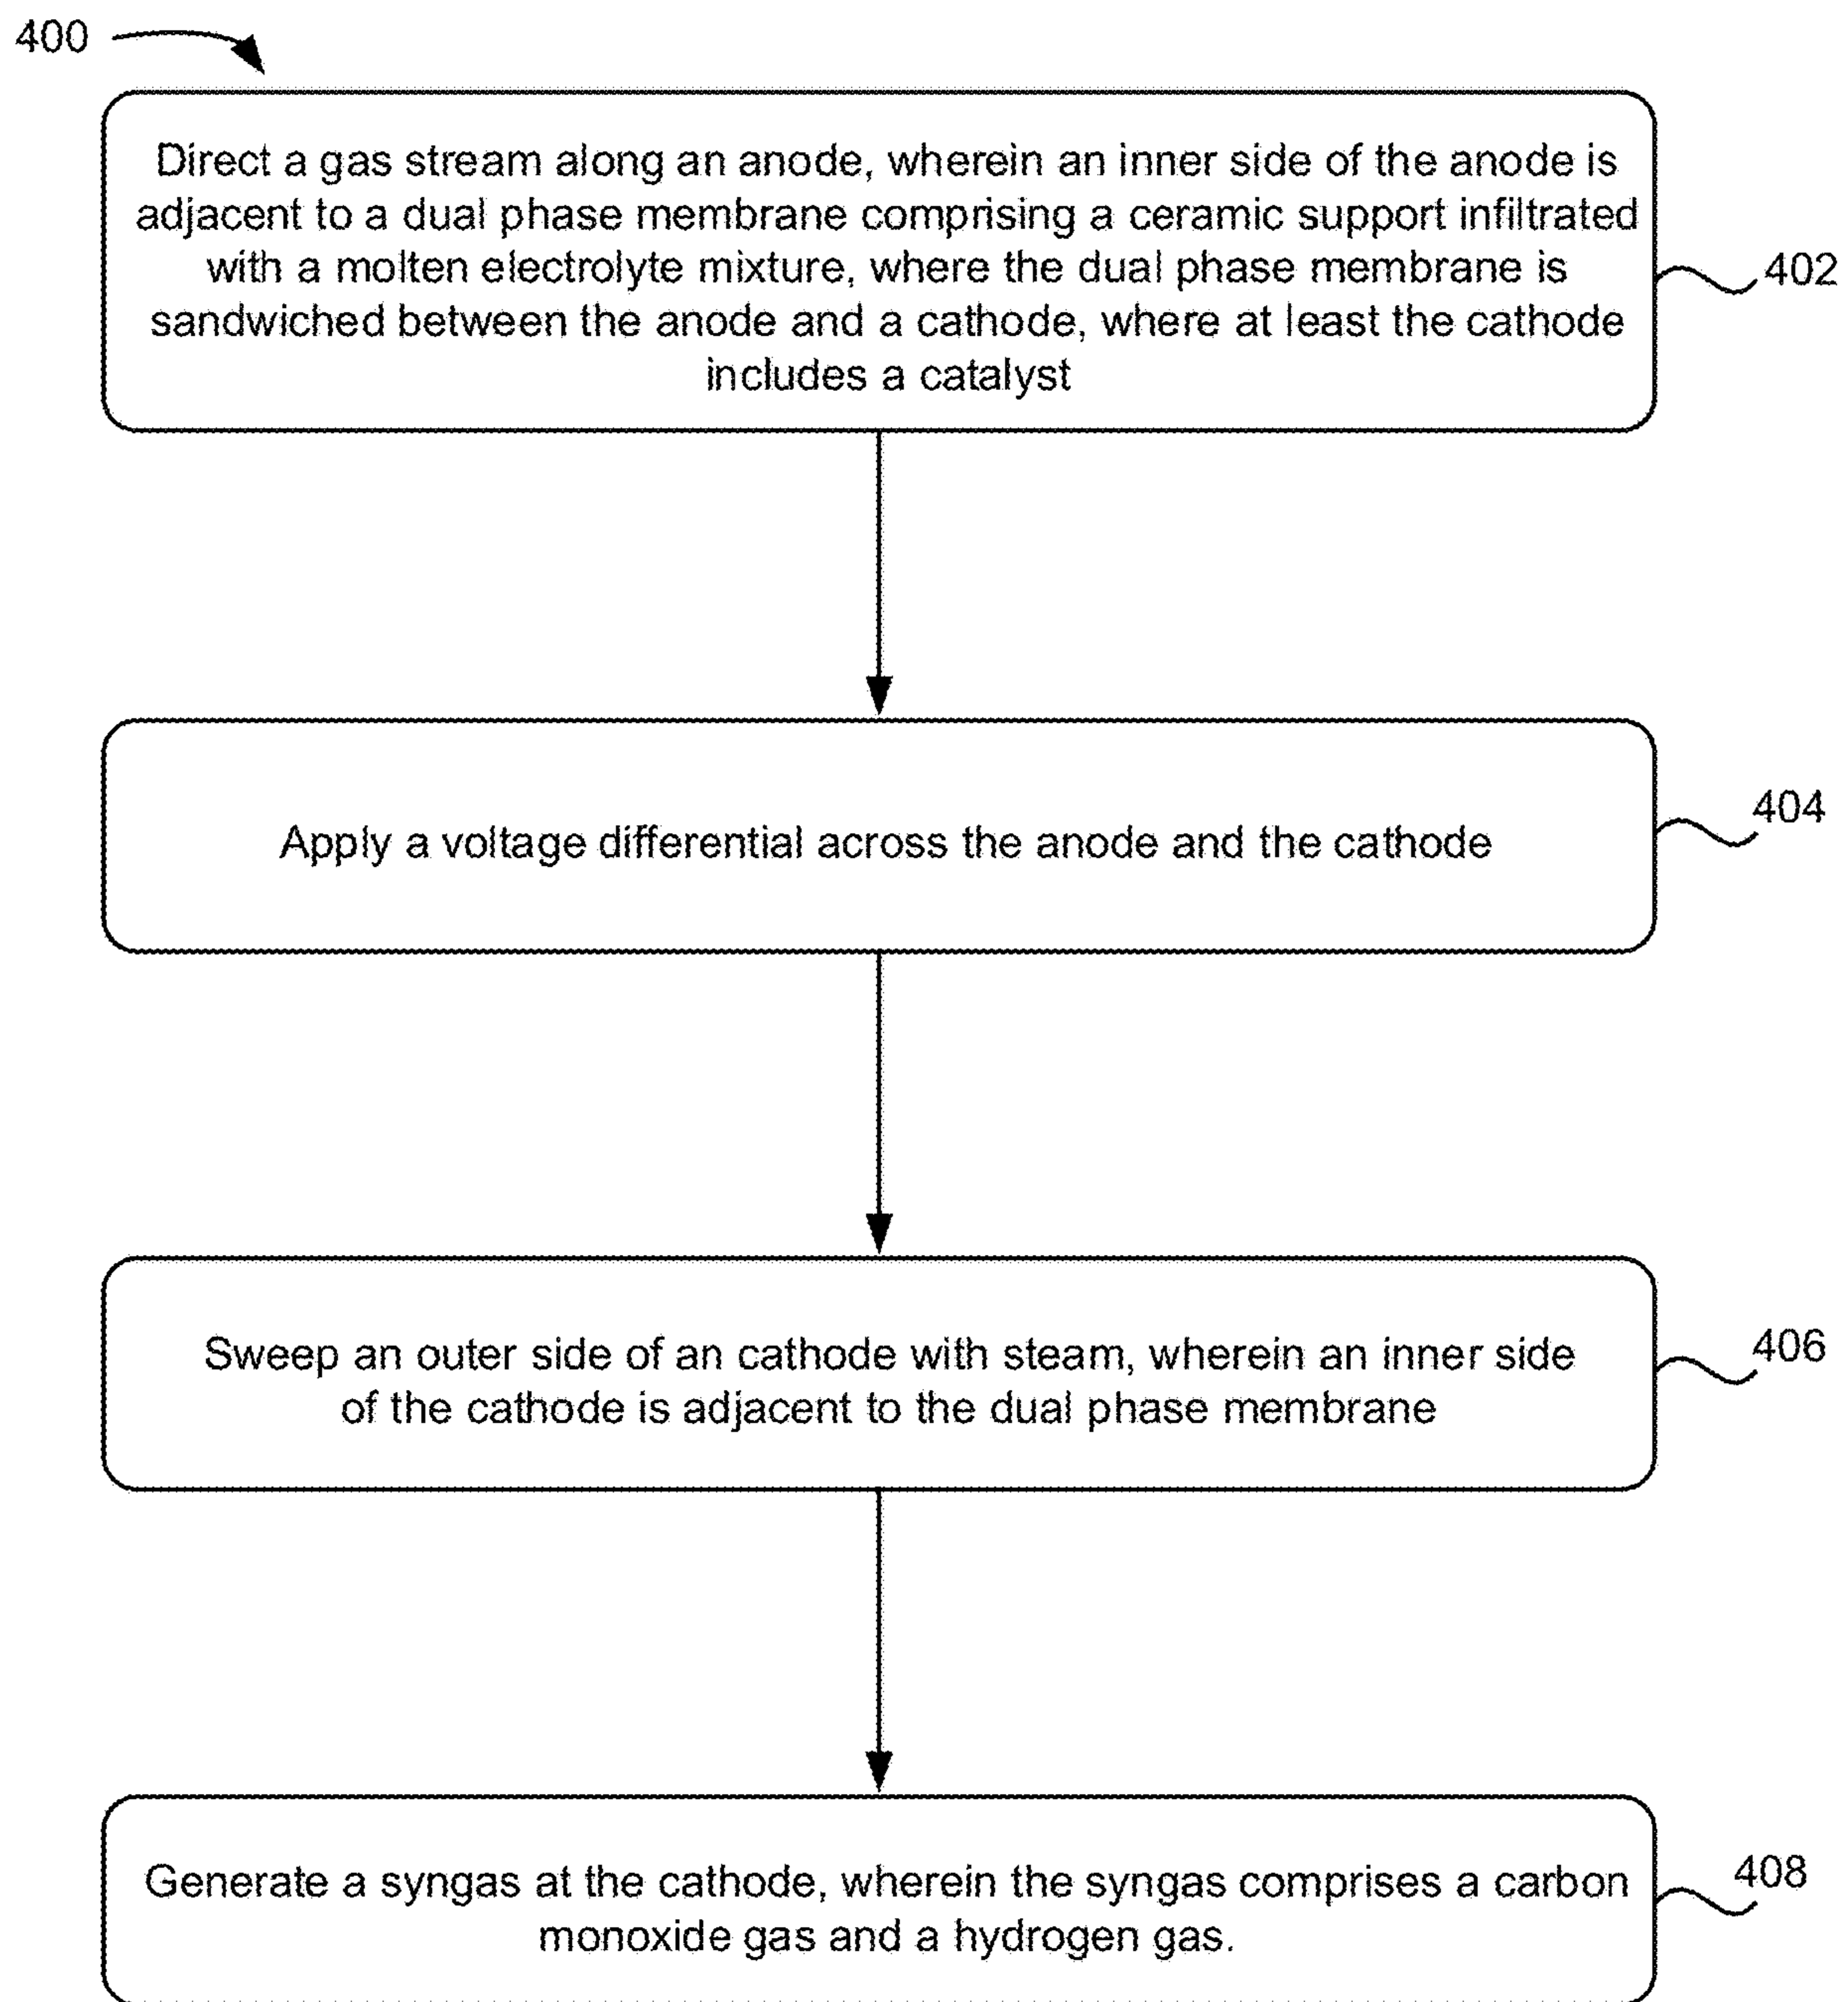 400
Direct a gas stream along an anode, wherein an inner side of the anode is
adjacent to a dual phase membrane comprising a ceramic support infiltrated
with a molten electrolyte mixture, where the dual phase membrane is
sandwiched between the anode and a cathode, where at least the cathode
includes a catalyst
402
Apply a voltage differential across the anode and the cathode
404
Sweep an outer side of an cathode with steam, wherein an inner side
of the cathode is adjacent to the dual phase membrane
406
Generate a syngas at the cathode, wherein the syngas comprises a carbon
monoxide gas and a hydrogen gas.
408